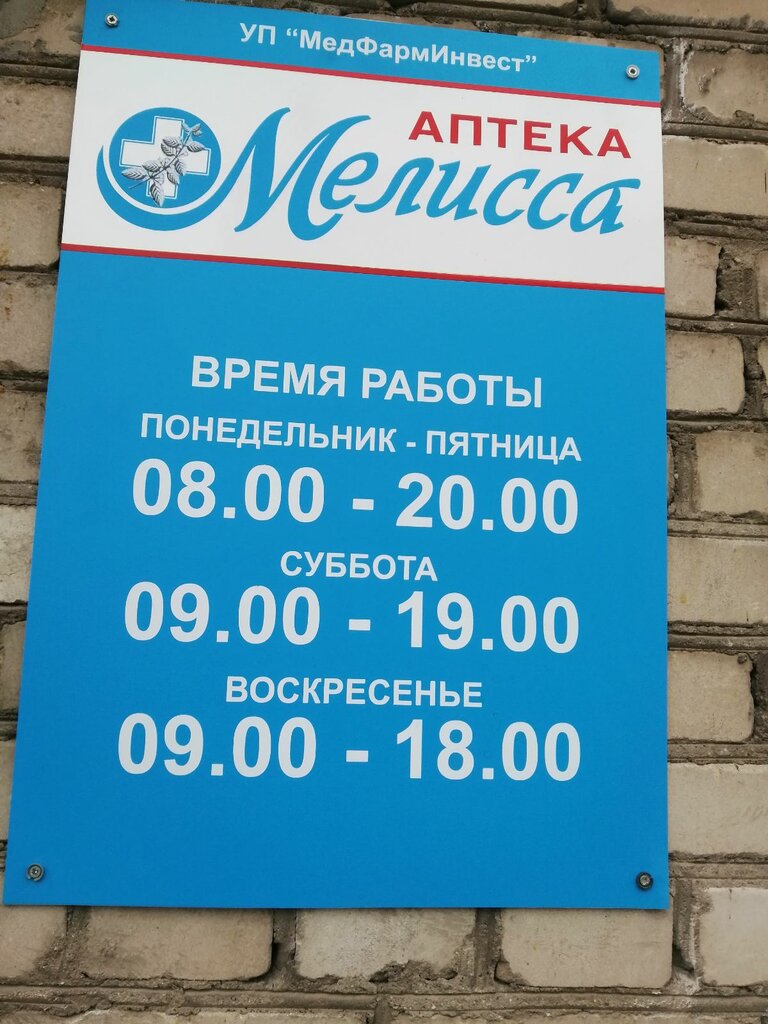 УП “МедФармИнвест”
АПТЕКА
Мелисса
ВРЕМЯ РАБОТЫ
ПОНЕДЕЛЬНИК - ПЯТНИЦА
08.00 - 20.00
СУББОТА
09.00 - 19.00
ВОСКРЕСЕНЬЕ
09.00 - 18.00